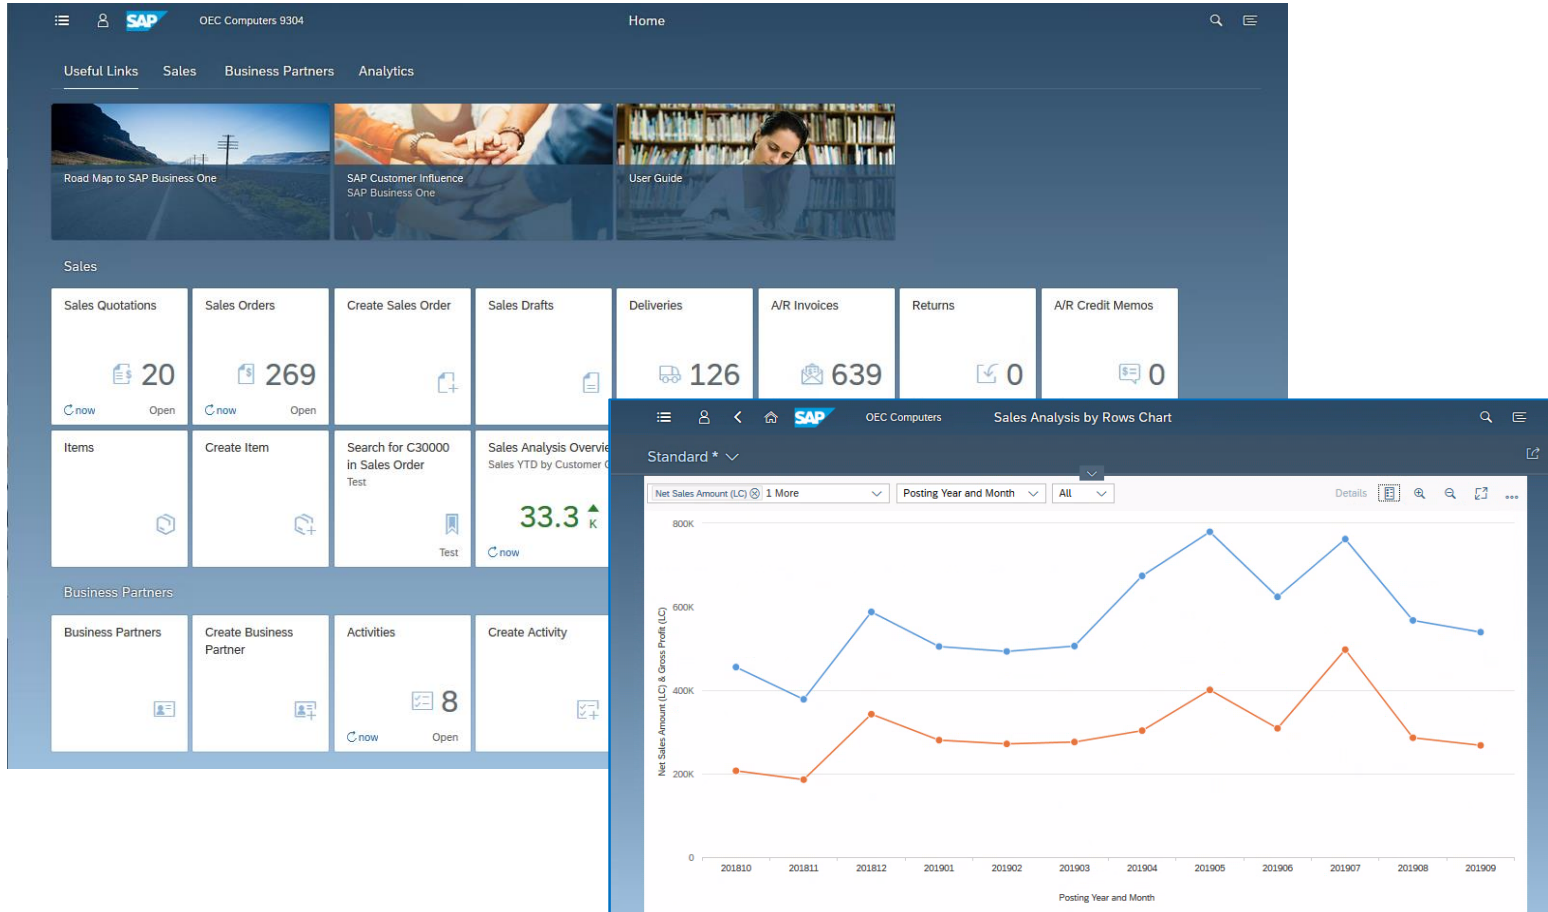 SAP
OEC Computers 9304
Home
Useful Links
Sales
Business Partners
Analytics
Road Map to SAP Business One
SAP Customer Influence
SAP Business One
User Guide
Sales
Sales Quotations
20
now
Open
Sales Orders
269
now
Open
Create Sales Order
Sales Drafts
Deliveries
126
A/R Invoices
639
Returns
0
A/R Credit Memos
0
Items
Create Item
Search for C30000
in Sales Order
Test
Test
Sales Analysis Overvie
Sales YTD by Customer
33.3
K
now
Business Partners
Business Partners
Create Business
Partner
Activities
8
now
Open
Create Activity
SAP
OEC Computers
Sales Analysis by Rows Chart
Standard *
Net Sales Amount (LC)
1 More
Posting Year and Month
All
Details
Net Sales Amount (LC) & Gross Profit (LC)
800K
600K
400K
200K
0
201810
201811
201812
201901
201902
201903
201904
201905
201906
201907
201908
201909
Posting Year and Month